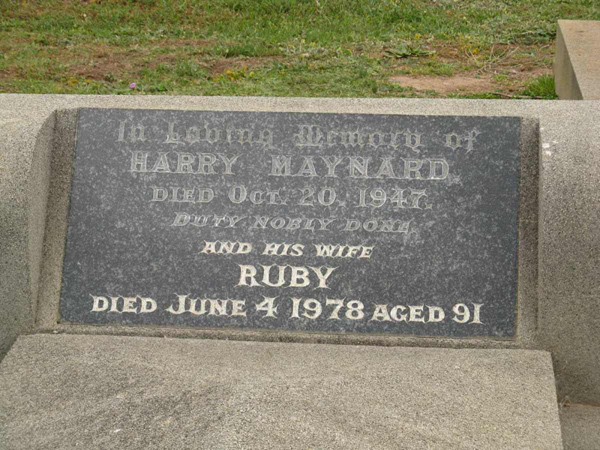 In Loving Memory of
HARRY MAYNARD.
DIED OCT. 20. 1947.
DUTY NOBLY DONE.
AND HIS WIFE
RUBY
DIED JUNE 4 1978 AGED 91